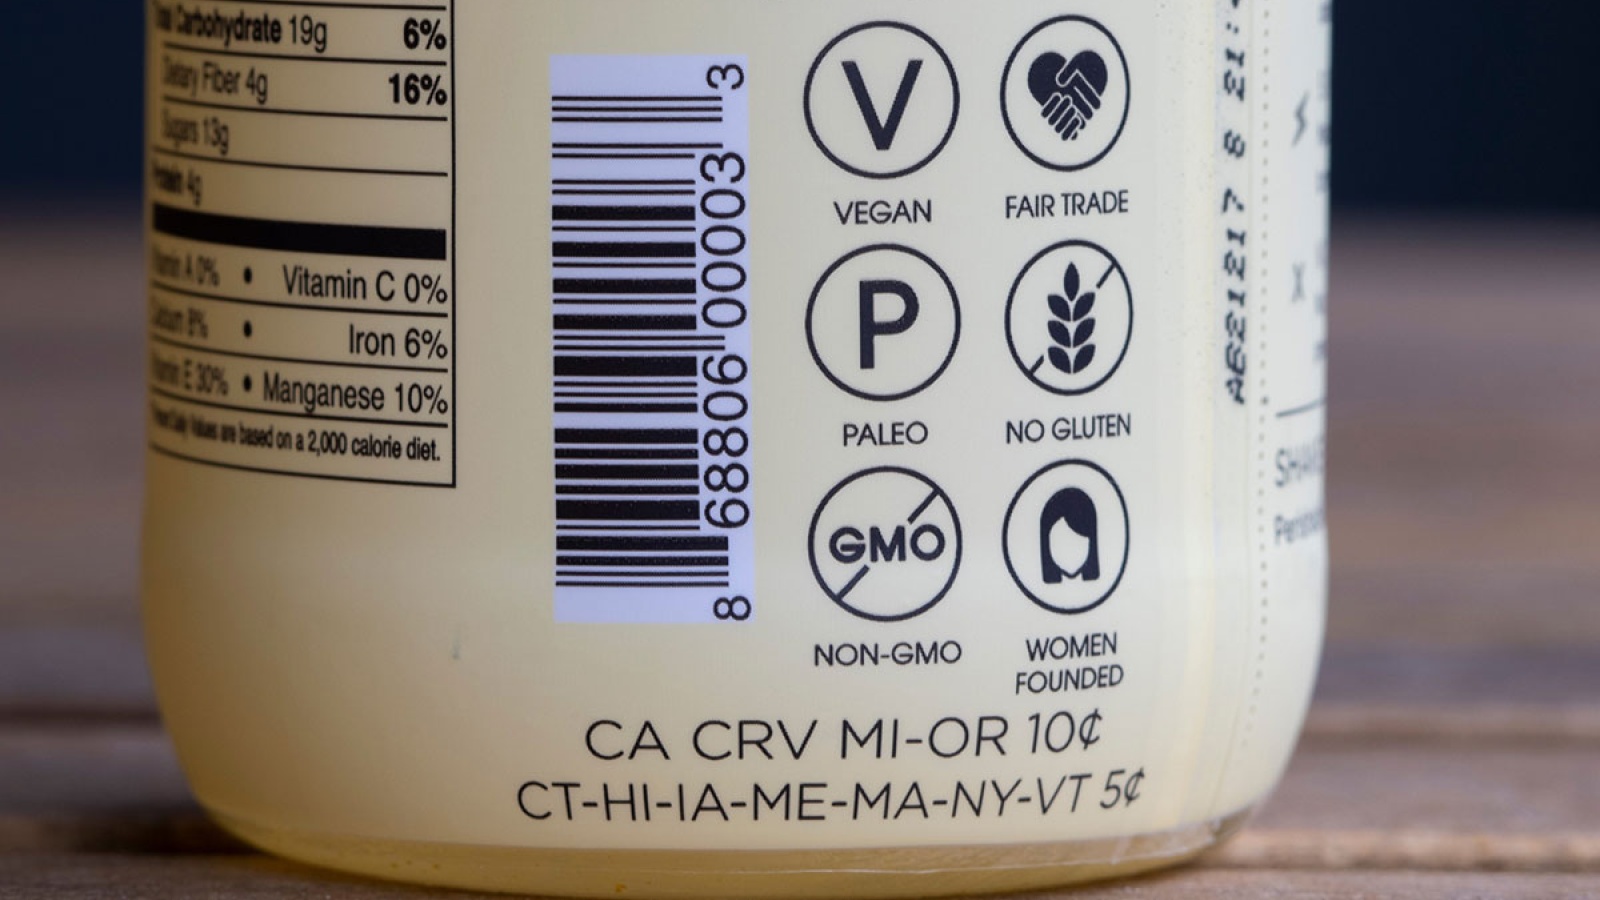 Total Carbohydrate 19g 6%
Dietary Fiber 4g 16%
Sugars 13g
Protein 4g
Vitamin A 0% • Vitamin C 0%
Calcium 8% • Iron 6%
Vitamin E 30% • Manganese 10%
Percent Daily Values are based on a 2,000 calorie diet.
8 68806 00003 3
V
VEGAN
FAIR TRADE
P
PALEO
NO GLUTEN
GMO
NON-GMO
WOMEN
FOUNDED
CA CRV MI-OR 10¢
CT-HI-IA-ME-MA-NY-VT 5¢